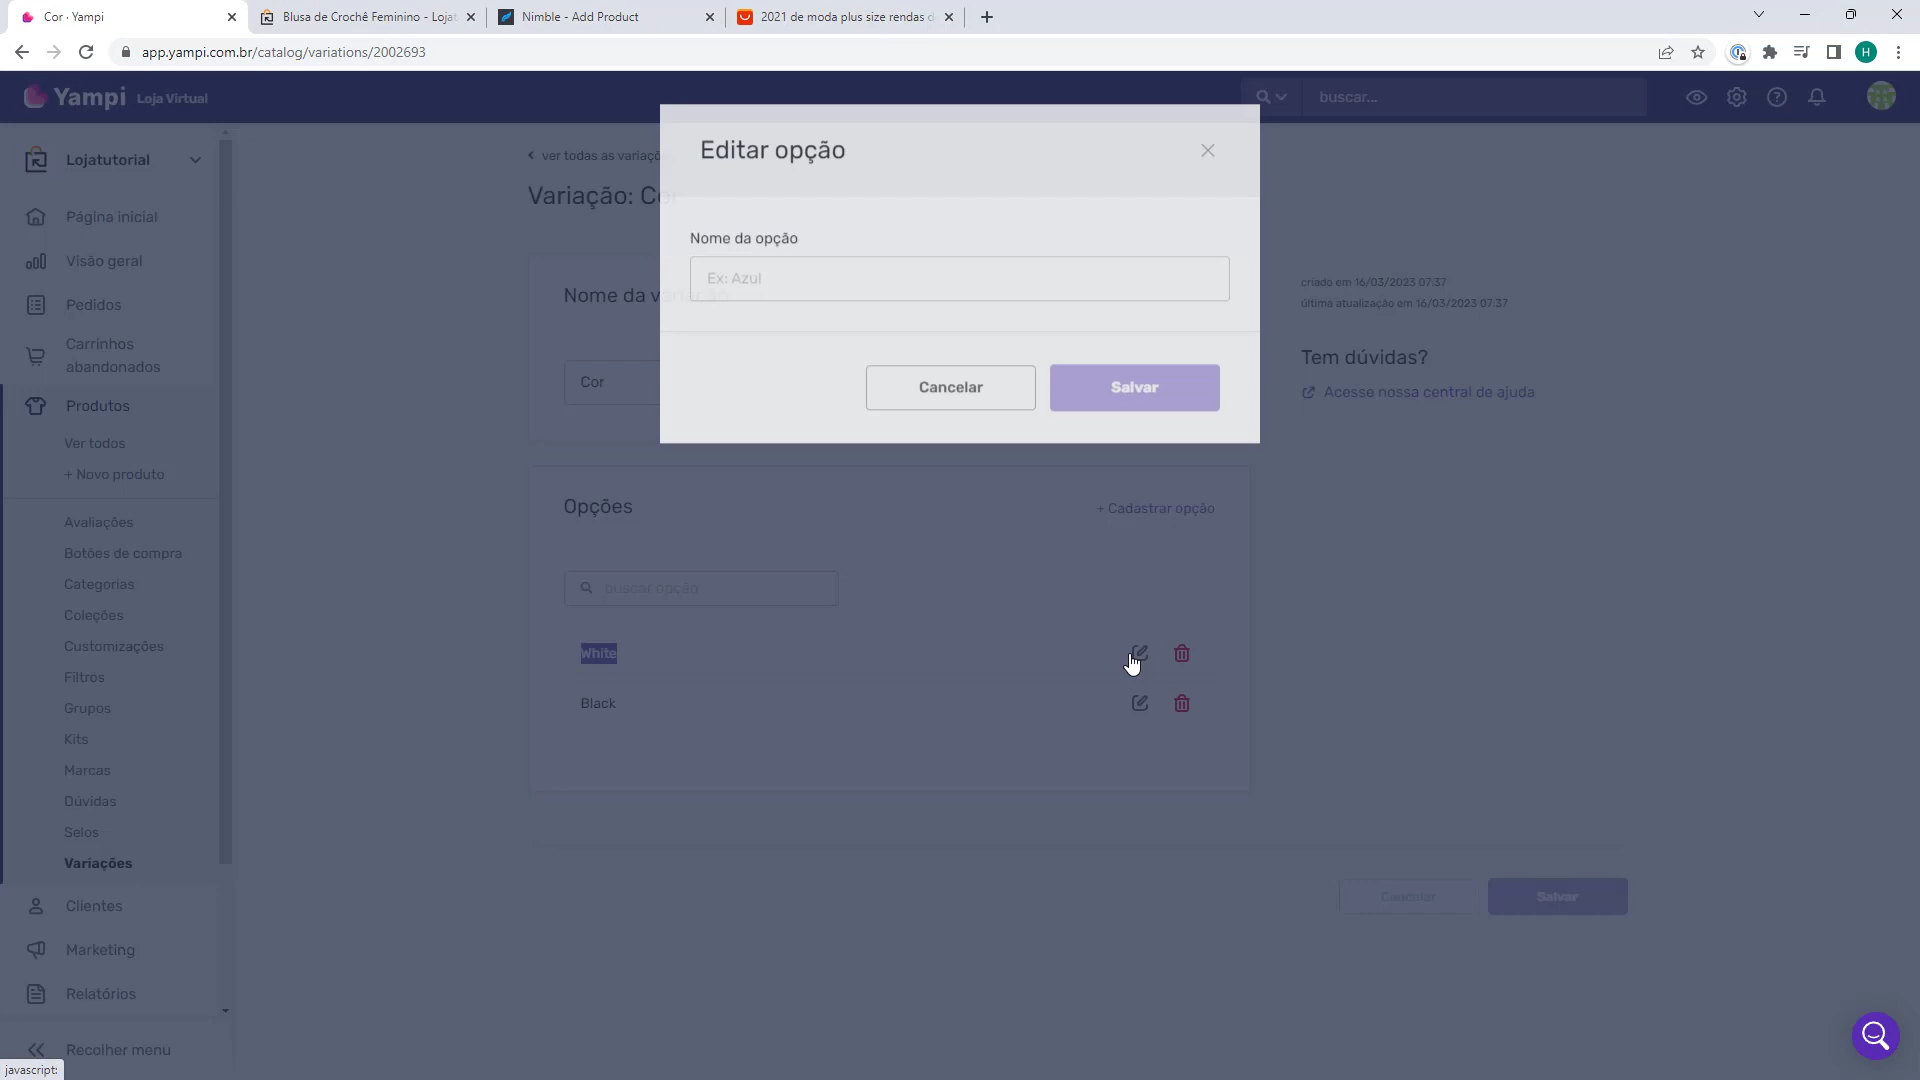 Cor · Yampi
Blusa de Crochê Feminino - Lojat
Nimble - Add Product
2021 de moda plus size rendas d
app.yampi.com.br/catalog/variations/2002693
H
Yampi Loja Virtual
buscar...
Lojatutorial
Página inicial
Visão geral
Pedidos
Carrinhos
abandonados
Produtos
Ver todos
+ Novo produto
Avaliações
Botões de compra
Categorias
Coleções
Customizações
Filtros
Grupos
Kits
Marcas
Dúvidas
Selos
Variações
Clientes
Marketing
Relatórios
Recolher menu
javascript:
ver todas as variaçõ
Variação: Cor
Nome da variação
Cor
Editar opção
Nome da opção
Ex: Azul
Cancelar
Salvar
Opções
+ Cadastrar opção
buscar opção
White
Black
criado em 16/03/2023 07:37
última atualização em 16/03/2023 07:37
Tem dúvidas?
Acesse nossa central de ajuda
Cancelar
Salvar